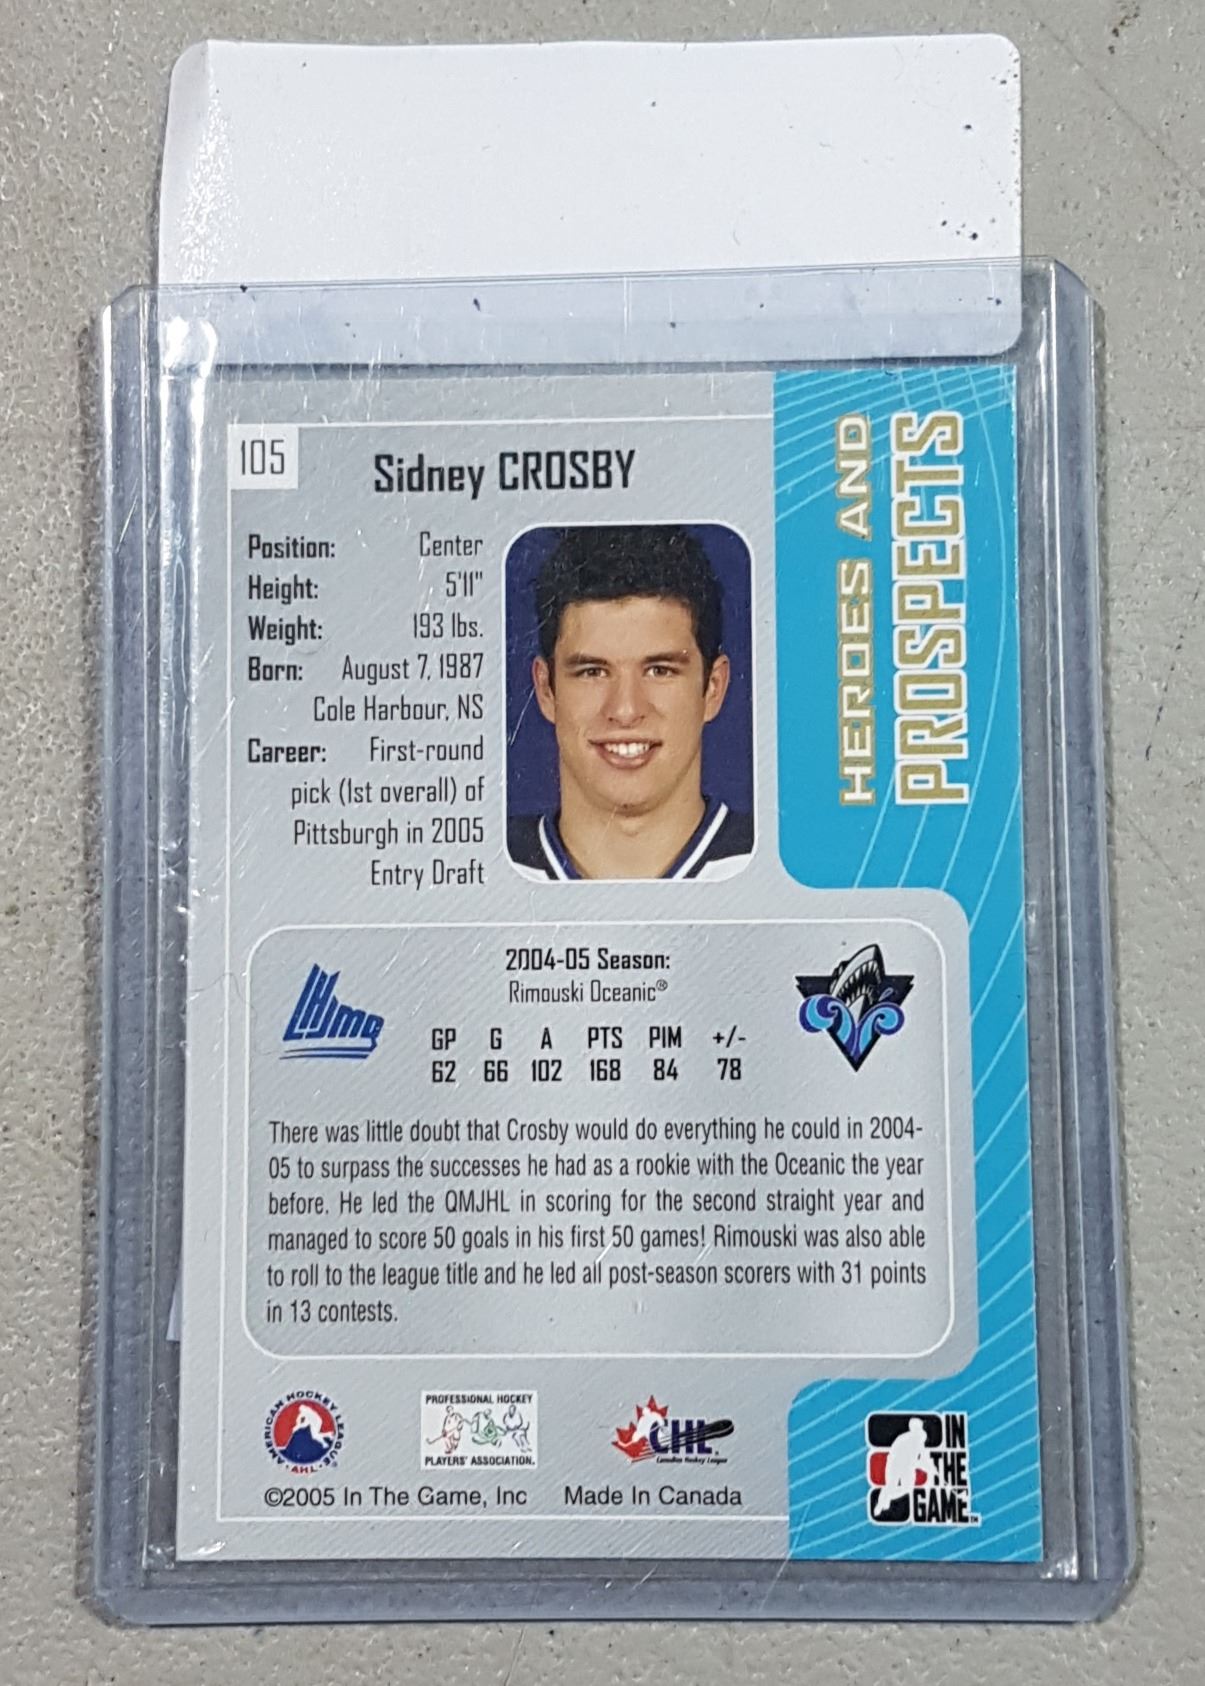 105
Sidney CROSBY
Position: Center
Height: 5'11"
Weight: 193 lbs.
Born: August 7, 1987
Cole Harbour, NS
Career: First-round
pick (1st overall) of
Pittsburgh in 2005
Entry Draft
HEROES AND
PROSPECTS
LHJMQ
2004-05 Season:
Rimouski Oceanic®
GP G A PTS PIM +/-
62 66 102 168 84 78
There was little doubt that Crosby would do everything he could in 2004-
05 to surpass the successes he had as a rookie with the Oceanic the year
before. He led the QMJHL in scoring for the second straight year and
managed to score 50 goals in his first 50 games! Rimouski was also able
to roll to the league title and he led all post-season scorers with 31 points
in 13 contests.
AMERICAN HOCKEY LEAGUE
AHL
PROFESSIONAL HOCKEY
PLAYERS' ASSOCIATION.
CHL
Canadian Hockey League
IN
THE
GAME™
©2005 In The Game, Inc Made In Canada